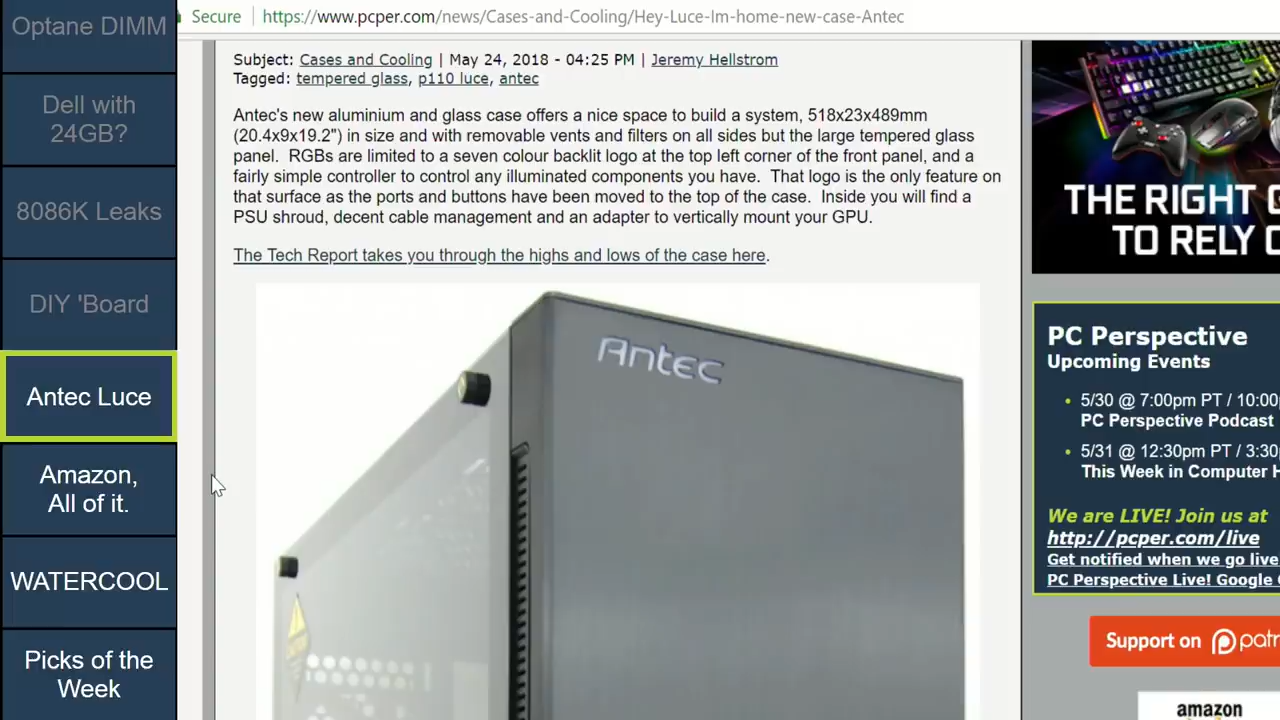 Optane DIMM
Dell with
24GB?
8086K Leaks
DIY 'Board
Antec Luce
Amazon,
All of it.
WATERCOOL
Picks of the
Week
Secure
https://www.pcper.com/news/Cases-and-Cooling/Hey-Luce-Im-home-new-case-Antec
Subject: Cases and Cooling | May 24, 2018 - 04:25 PM | Jeremy Hellstrom
Tagged: tempered glass, p110 luce, antec
Antec's new aluminium and glass case offers a nice space to build a system, 518x23x489mm
(20.4x9x19.2") in size and with removable vents and filters on all sides but the large tempered glass
panel.  RGBs are limited to a seven colour backlit logo at the top left corner of the front panel, and a
fairly simple controller to control any illuminated components you have.  That logo is the only feature on
that surface as the ports and buttons have been moved to the top of the case.  Inside you will find a
PSU shroud, decent cable management and an adapter to vertically mount your GPU.
The Tech Report takes you through the highs and lows of the case here.
Antec
THE RIGHT
TO RELY
PC Perspective
Upcoming Events
5/30 @ 7:00pm PT / 10:00
PC Perspective Podcast
5/31 @ 12:30pm PT / 3:30
This Week in Computer
We are LIVE! Join us at
http://pcper.com/live
Get notified when we go live
PC Perspective Live! Google
Support on patr
amazon